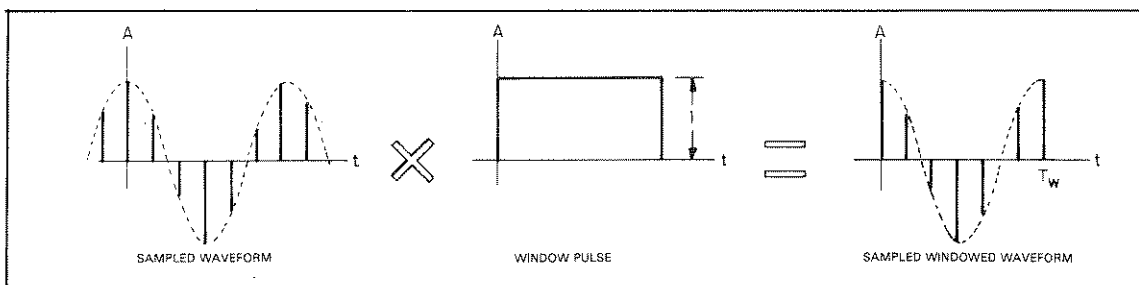 A
t
SAMPLED WAVEFORM
A
t
WINDOW PULSE
A
t
TW
SAMPLED WINDOWED WAVEFORM